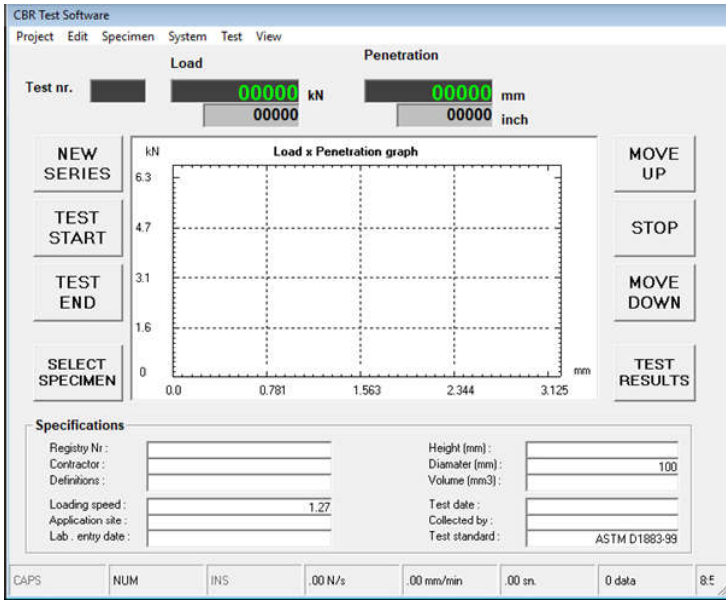 CBR Test Software
Project Edit Specimen System Test View
Load
Penetration
Test nr.
00000 kN
00000 mm
00000
00000 inch
NEW SERIES
TEST START
TEST END
SELECT SPECIMEN
kN
Load x Penetration graph
6.3
4.7
3.1
1.6
0
mm
0.0 0.781 1.563 2.344 3.125
MOVE UP
STOP
MOVE DOWN
TEST RESULTS
Specifications
Registry Nr :
Contractor :
Definitions :
Loading speed : 1.27
Application site :
Lab . entry date :
Height (mm) :
Diamater (mm) : 100
Volume (mm3) :
Test date :
Collected by :
Test standard : ASTM D1883-99
CAPS NUM INS .00 N/s .00 mm/min .00 sn. 0 data 8:5